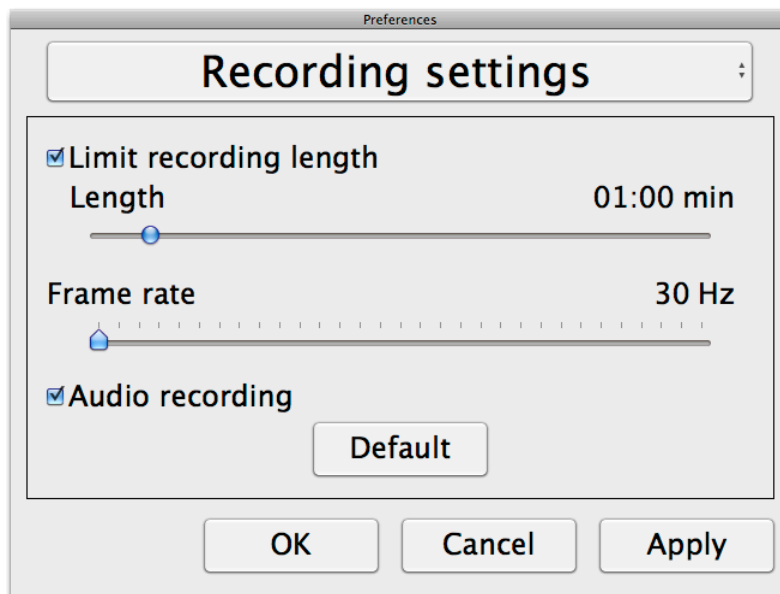 Preferences
Recording settings
Limit recording length
Length 01:00 min
Frame rate 30 Hz
Audio recording
Default
OK Cancel Apply